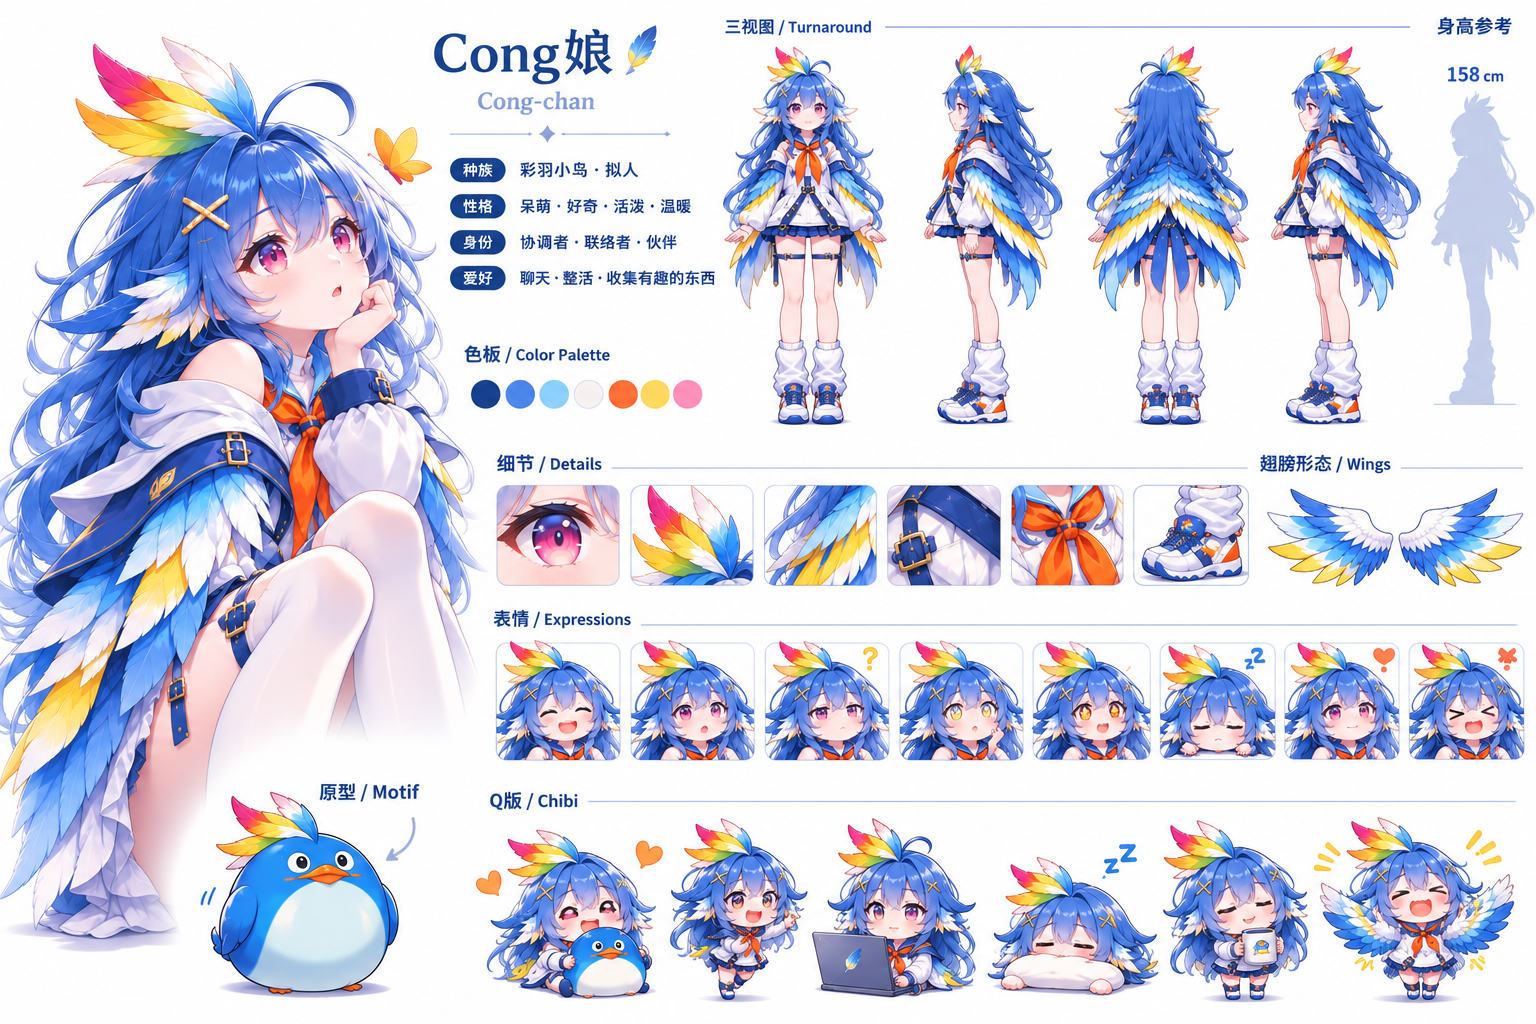 Cong娘
Cong-chan
种族 彩羽小鸟 · 拟人
性格 呆萌 · 好奇 · 活泼 · 温暖
身份 协调者 · 联络者 · 伙伴
爱好 聊天 · 整活 · 收集有趣的东西
色板 / Color Palette
三视图 / Turnaround
身高参考
158 cm
细节 / Details
翅膀形态 / Wings
表情 / Expressions
?
zz
原型 / Motif
Q版 / Chibi
zz